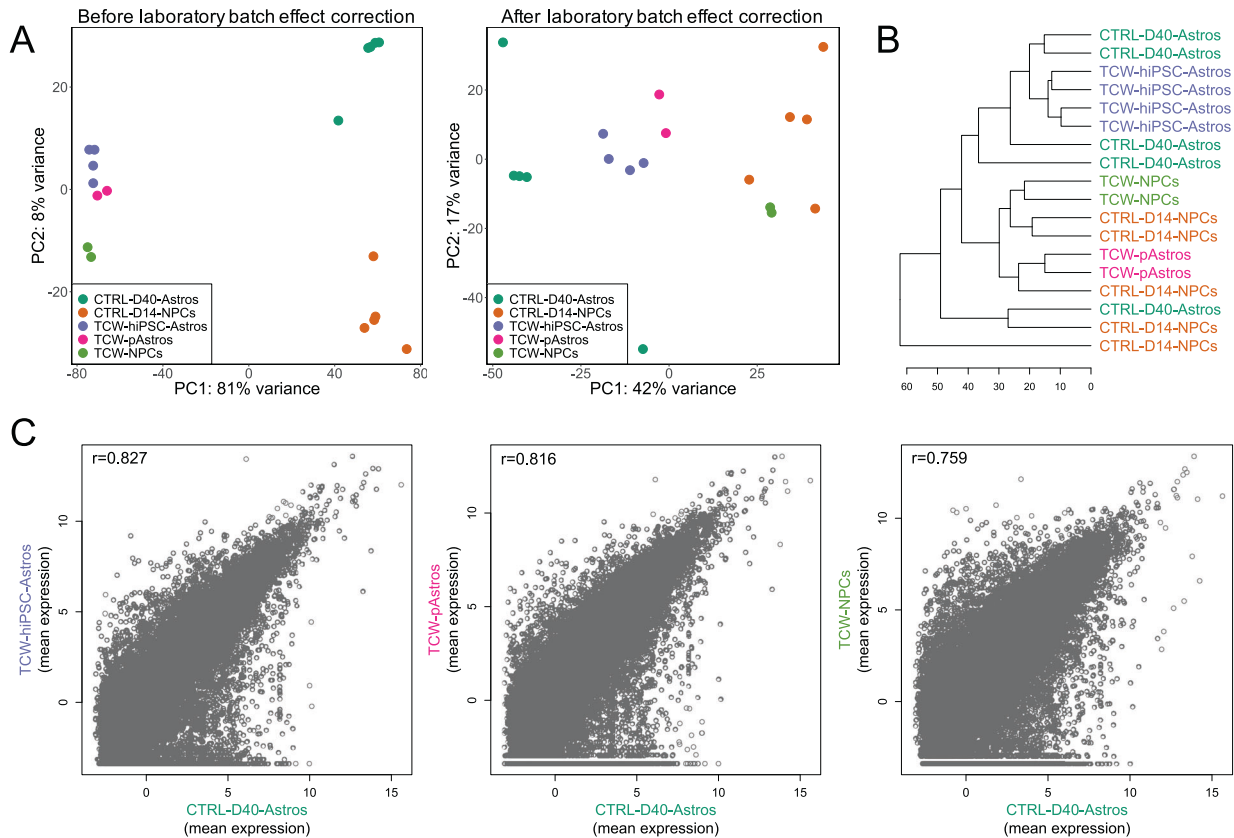 A
Before laboratory batch effect correction
PC2: 8% variance
20
0
-20
CTRL-D40-Astros
CTRL-D14-NPCs
TCW-hiPSC-Astros
TCW-pAstros
TCW-NPCs
-80 -40 0 40 80
PC1: 81% variance
After laboratory batch effect correction
PC2: 17% variance
20
0
-20
-40
CTRL-D40-Astros
CTRL-D14-NPCs
TCW-hiPSC-Astros
TCW-pAstros
TCW-NPCs
-50 -25 0 25
PC1: 42% variance
B
CTRL-D40-Astros
CTRL-D40-Astros
TCW-hiPSC-Astros
TCW-hiPSC-Astros
TCW-hiPSC-Astros
TCW-hiPSC-Astros
CTRL-D40-Astros
CTRL-D40-Astros
TCW-NPCs
TCW-NPCs
CTRL-D14-NPCs
CTRL-D14-NPCs
TCW-pAstros
TCW-pAstros
CTRL-D14-NPCs
CTRL-D40-Astros
CTRL-D14-NPCs
CTRL-D14-NPCs
60 50 40 30 20 10 0
C
r=0.827
TCW-hiPSC-Astros
(mean expression)
10
5
0
0 5 10 15
CTRL-D40-Astros
(mean expression)
r=0.816
TCW-pAstros
(mean expression)
10
5
0
0 5 10 15
CTRL-D40-Astros
(mean expression)
r=0.759
TCW-NPCs
(mean expression)
10
5
0
0 5 10 15
CTRL-D40-Astros
(mean expression)